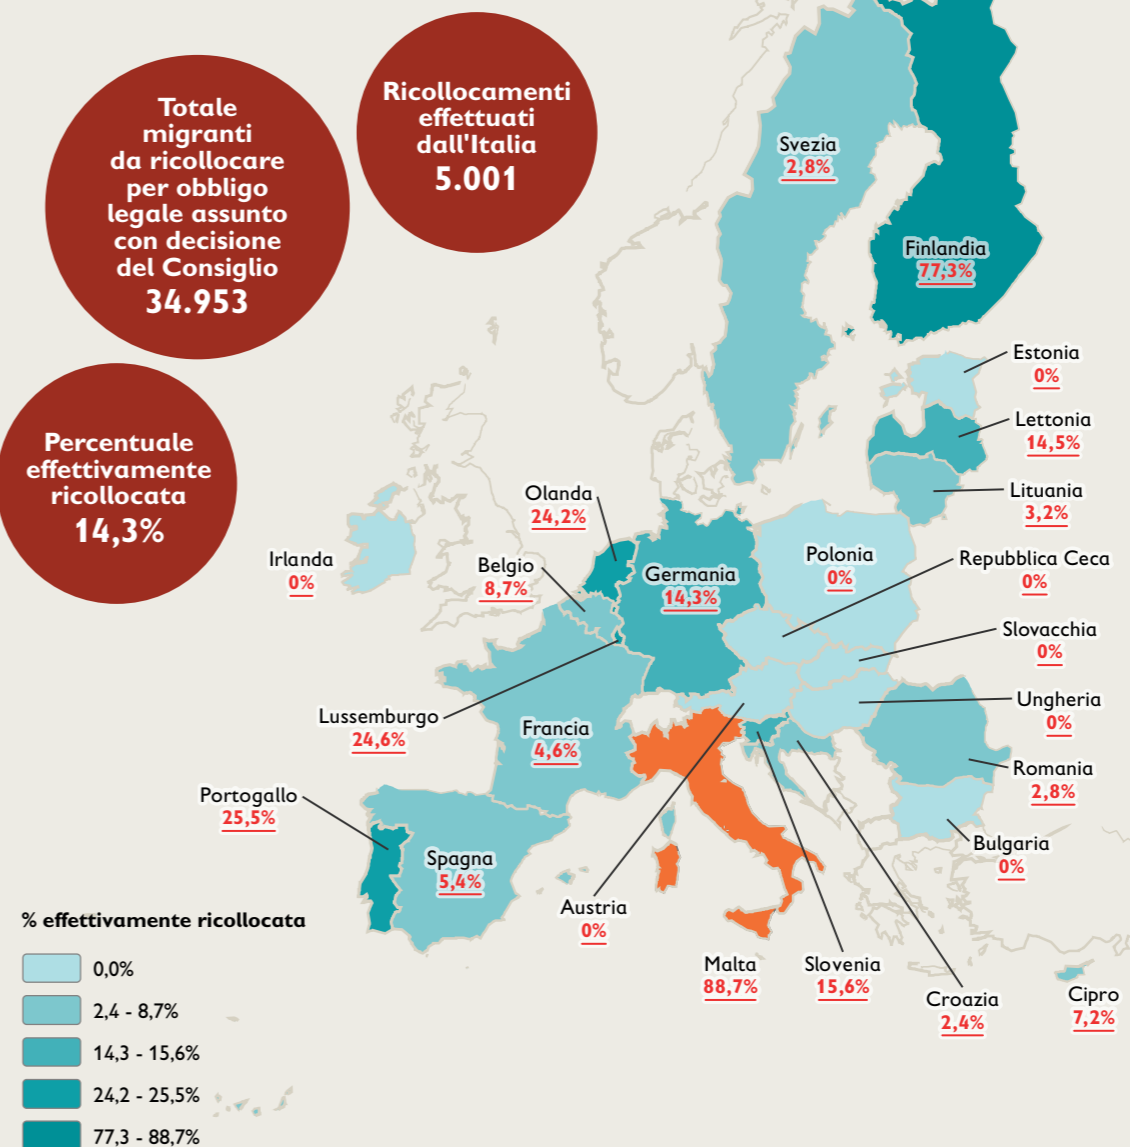 Totale
migranti
da ricollocare
per obbligo
legale assunto
con decisione
del Consiglio
34.953
Ricollocamenti
effettuati
dall'Italia
5.001
Percentuale
effettivamente
ricollocata
14,3%
Svezia
2,8%
Finlandia
77,3%
Estonia
0%
Lettonia
14,5%
Lituania
3,2%
Olanda
24,2%
Irlanda
0%
Belgio
8,7%
Germania
14,3%
Polonia
0%
Repubblica Ceca
0%
Slovacchia
0%
Ungheria
0%
Lussemburgo
24,6%
Francia
4,6%
Romania
2,8%
Portogallo
25,5%
Spagna
5,4%
Bulgaria
0%
Austria
0%
Malta
88,7%
Slovenia
15,6%
Croazia
2,4%
Cipro
7,2%
% effettivamente ricollocata
0,0%
2,4 - 8,7%
14,3 - 15,6%
24,2 - 25,5%
77,3 - 88,7%